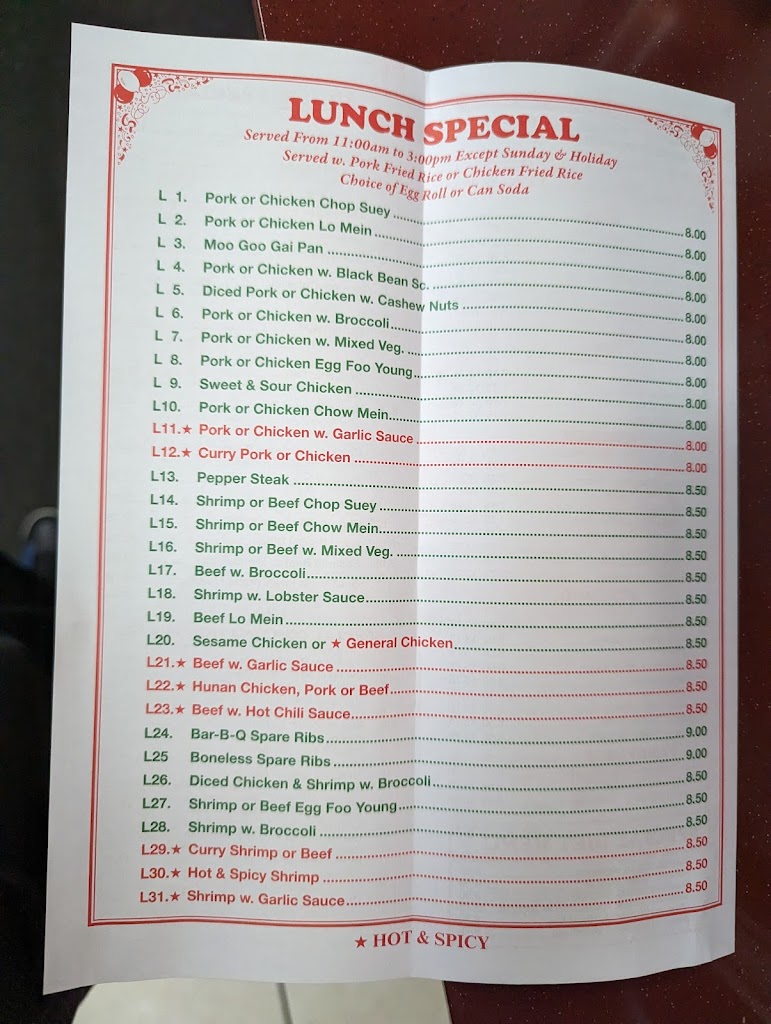 LUNCH SPECIAL
Served From 11:00am to 3:00pm Except Sunday & Holiday
Served w. Pork Fried Rice or Chicken Fried Rice
Choice of Egg Roll or Can Soda
L 1. Pork or Chicken Chop Suey 8.00
L 2. Pork or Chicken Lo Mein 8.00
L 3. Moo Goo Gai Pan 8.00
L 4. Pork or Chicken w. Black Bean Sc. 8.00
L 5. Diced Pork or Chicken w. Cashew Nuts 8.00
L 6. Pork or Chicken w. Broccoli 8.00
L 7. Pork or Chicken w. Mixed Veg. 8.00
L 8. Pork or Chicken Egg Foo Young 8.00
L 9. Sweet & Sour Chicken 8.00
L10. Pork or Chicken Chow Mein 8.00
L11.★ Pork or Chicken w. Garlic Sauce 8.00
L12.★ Curry Pork or Chicken 8.00
L13. Pepper Steak 8.50
L14. Shrimp or Beef Chop Suey 8.50
L15. Shrimp or Beef Chow Mein 8.50
L16. Shrimp or Beef w. Mixed Veg. 8.50
L17. Beef w. Broccoli 8.50
L18. Shrimp w. Lobster Sauce 8.50
L19. Beef Lo Mein 8.50
L20. Sesame Chicken or ★ General Chicken 8.50
L21.★ Beef w. Garlic Sauce 8.50
L22.★ Hunan Chicken, Pork or Beef 8.50
L23.★ Beef w. Hot Chili Sauce 8.50
L24. Bar-B-Q Spare Ribs 9.00
L25 Boneless Spare Ribs 9.00
L26. Diced Chicken & Shrimp w. Broccoli 8.50
L27. Shrimp or Beef Egg Foo Young 8.50
L28. Shrimp w. Broccoli 8.50
L29.★ Curry Shrimp or Beef 8.50
L30.★ Hot & Spicy Shrimp 8.50
L31.★ Shrimp w. Garlic Sauce 8.50
★ HOT & SPICY